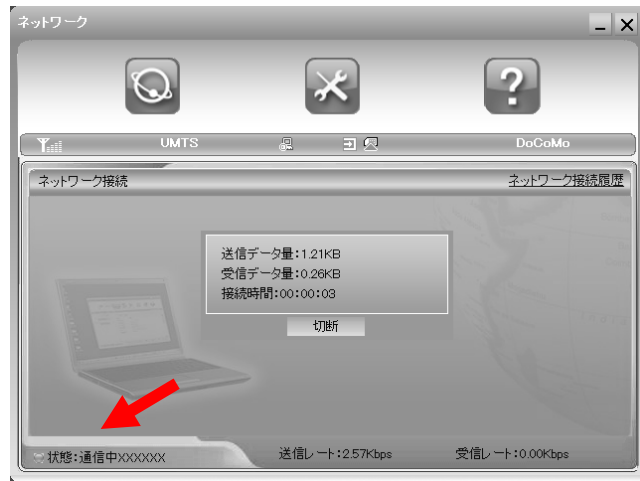 ネットワーク
UMTS
DoCoMo
ネットワーク接続
ネットワーク接続履歴
送信データ量:1.21KB
受信データ量:0.26KB
接続時間:00:00:03
切断
状態:通信中XXXXXX
送信レート:2.57Kbps
受信レート:0.00Kbps